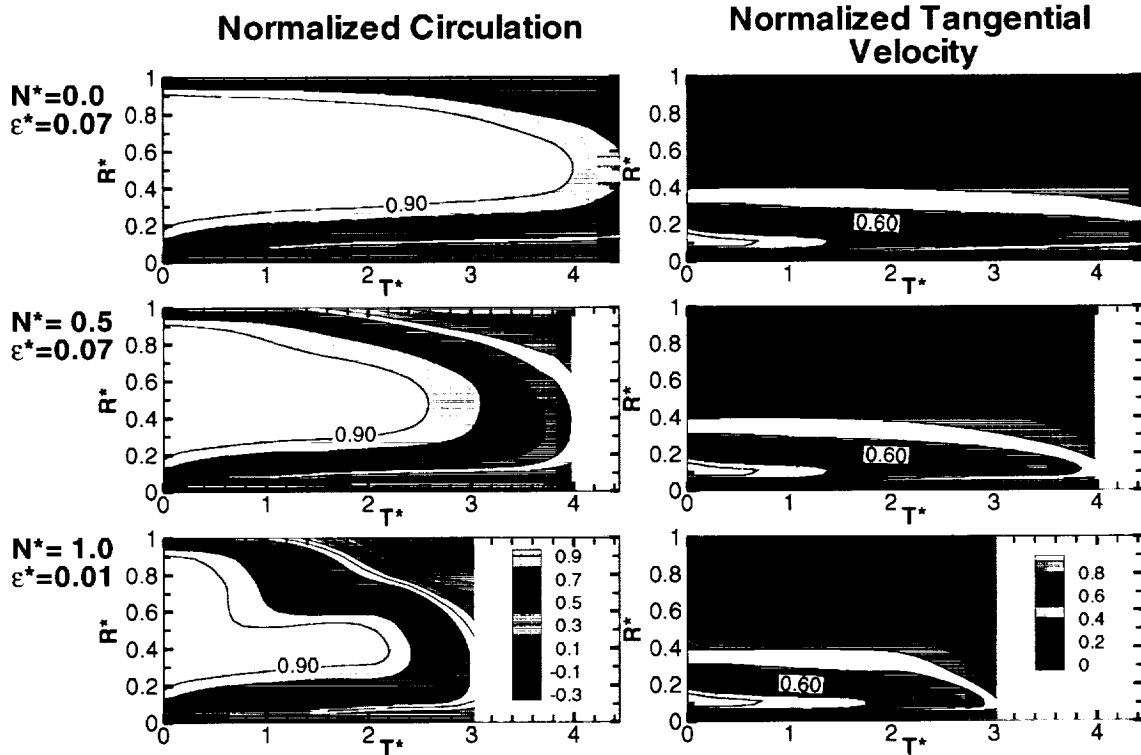 Normalized Circulation
Normalized Tangential
Velocity
N*=0.0
ε*=0.07
R*
1
0.8
0.6
0.4
0.2
0
0.90
0 1 2 3 4
T*
R*
1
0.8
0.6
0.4
0.2
0
0.60
0 1 2 3 4
T*
N*= 0.5
ε*=0.07
R*
1
0.8
0.6
0.4
0.2
0
0.90
0 1 2 3 4
T*
R*
1
0.8
0.6
0.4
0.2
0
0.60
0 1 2 3 4
T*
N*= 1.0
ε*=0.01
R*
1
0.8
0.6
0.4
0.2
0
0.90
0.9
0.7
0.5
0.3
0.1
-0.1
-0.3
0 1 2 3 4
T*
R*
1
0.8
0.6
0.4
0.2
0
0.60
0.8
0.6
0.4
0.2
0
0 1 2 3 4
T*